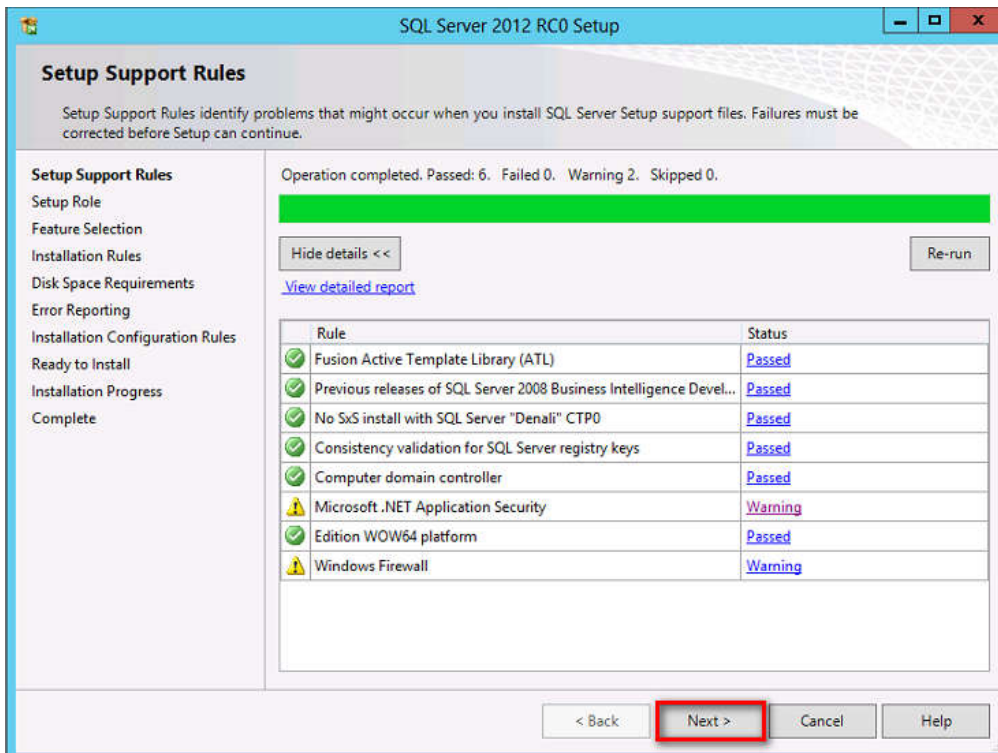 SQL Server 2012 RC0 Setup
Setup Support Rules
Setup Support Rules identify problems that might occur when you install SQL Server Setup support files. Failures must be
corrected before Setup can continue.
Setup Support Rules
Setup Role
Feature Selection
Installation Rules
Disk Space Requirements
Error Reporting
Installation Configuration Rules
Ready to Install
Installation Progress
Complete
Operation completed. Passed: 6.   Failed 0.   Warning 2.   Skipped 0.
Hide details <<
Re-run
View detailed report
Rule Status
Fusion Active Template Library (ATL) Passed
Previous releases of SQL Server 2008 Business Intelligence Devel... Passed
No SxS install with SQL Server "Denali" CTP0 Passed
Consistency validation for SQL Server registry keys Passed
Computer domain controller Passed
Microsoft .NET Application Security Warning
Edition WOW64 platform Passed
Windows Firewall Warning
< Back Next > Cancel Help